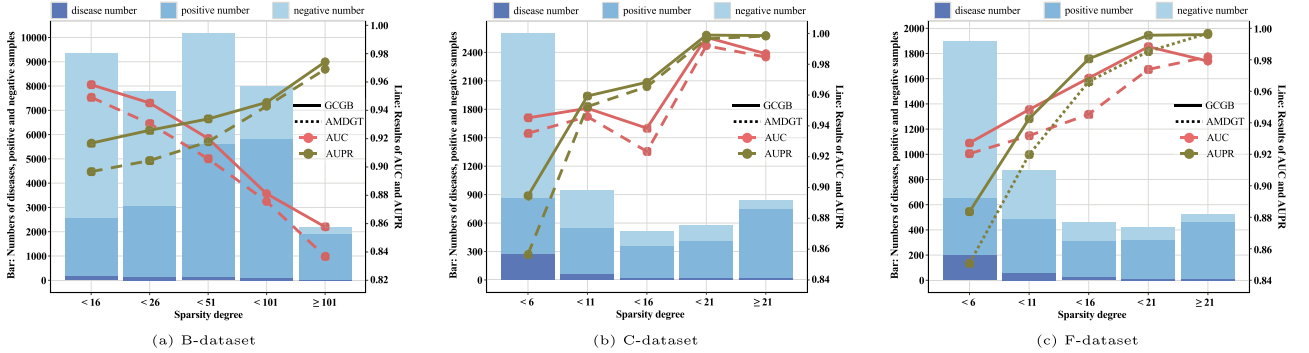 disease number positive number negative number
Bar: Numbers of diseases, positive and negative samples
10000
9000
8000
7000
6000
5000
4000
3000
2000
1000
0
1.00
0.98
0.96
0.94
0.92
0.90
0.88
0.86
0.84
0.82
Line: Results of AUC and AUPR
GCGB
AMDGT
AUC
AUPR
< 16 < 26 < 51 < 101 ≥ 101
Sparsity degree
(a) B-dataset
disease number positive number negative number
Bar: Numbers of diseases, positive and negative samples
2400
2100
1800
1500
1200
900
600
300
0
1.00
0.98
0.96
0.94
0.92
0.90
0.88
0.86
0.84
Line: Results of AUC and AUPR
GCGB
AMDGT
AUC
AUPR
< 6 < 11 < 16 < 21 ≥ 21
Sparsity degree
(b) C-dataset
disease number positive number negative number
Bar: Numbers of diseases, positive and negative samples
2000
1800
1600
1400
1200
1000
800
600
400
200
0
1.00
0.98
0.96
0.94
0.92
0.90
0.88
0.86
0.84
Line: Results of AUC and AUPR
GCGB
AMDGT
AUC
AUPR
< 6 < 11 < 16 < 21 ≥ 21
Sparsity degree
(c) F-dataset